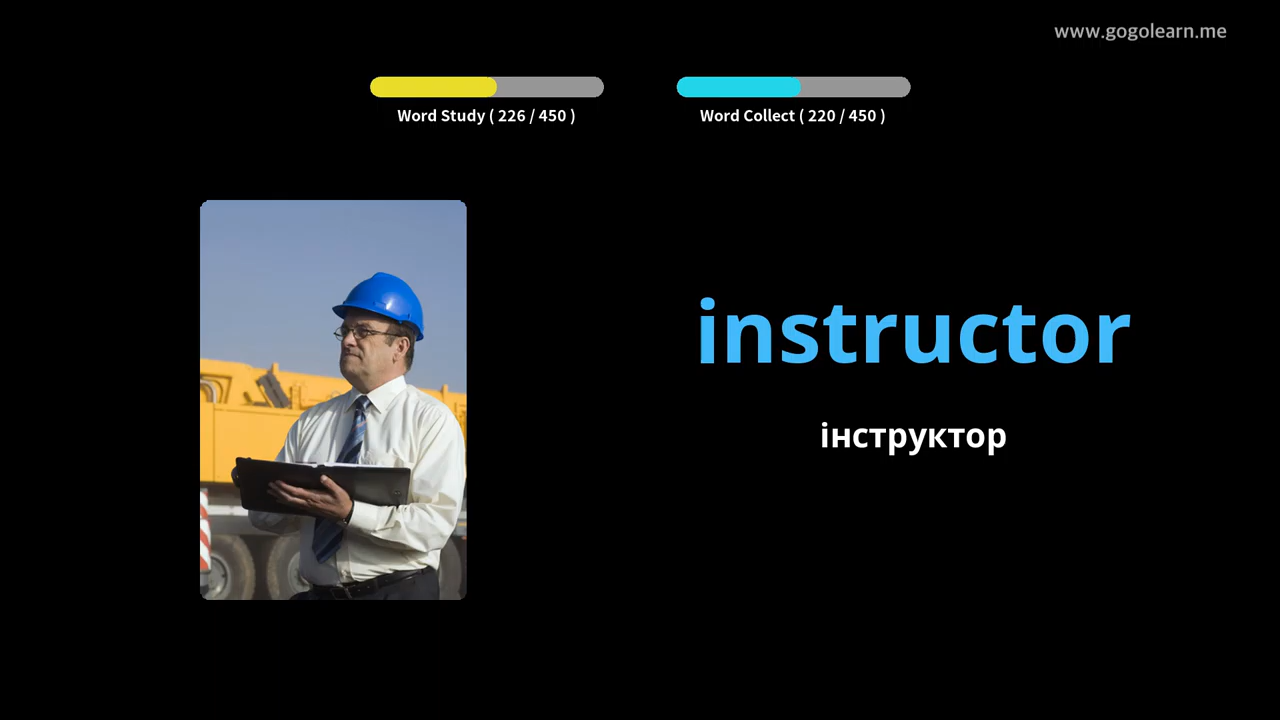 www.gogolearn.me
Word Study ( 226 / 450 )
Word Collect ( 220 / 450 )
instructor
інструктор